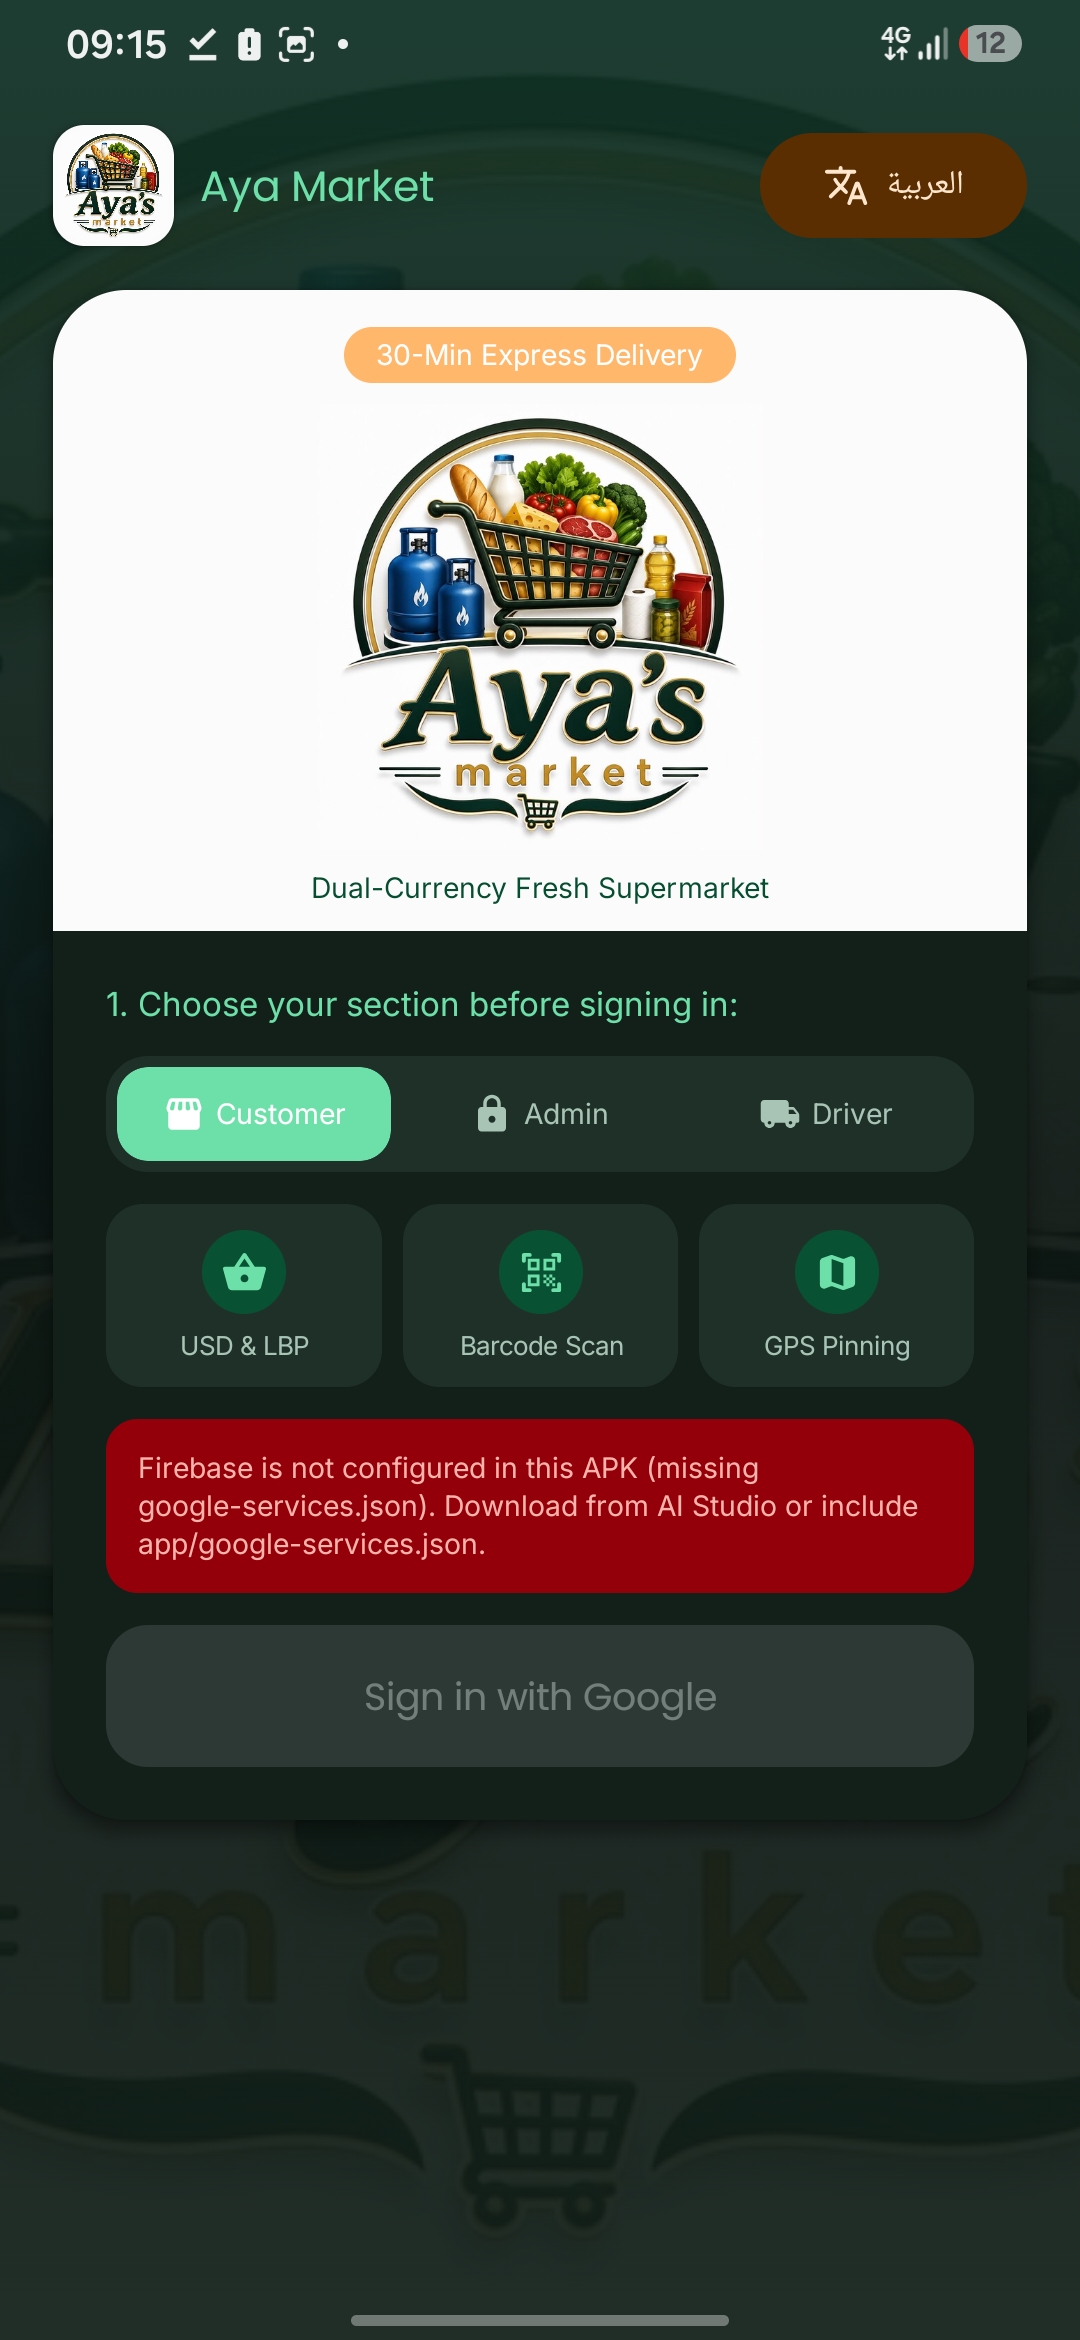 09:15
4G
12
Aya's
market
Aya Market
العربية
30-Min Express Delivery
Aya's
market
Dual-Currency Fresh Supermarket
1. Choose your section before signing in:
Customer
Admin
Driver
USD & LBP
Barcode Scan
GPS Pinning
Firebase is not configured in this APK (missing
google-services.json). Download from AI Studio or include
app/google-services.json.
Sign in with Google
market